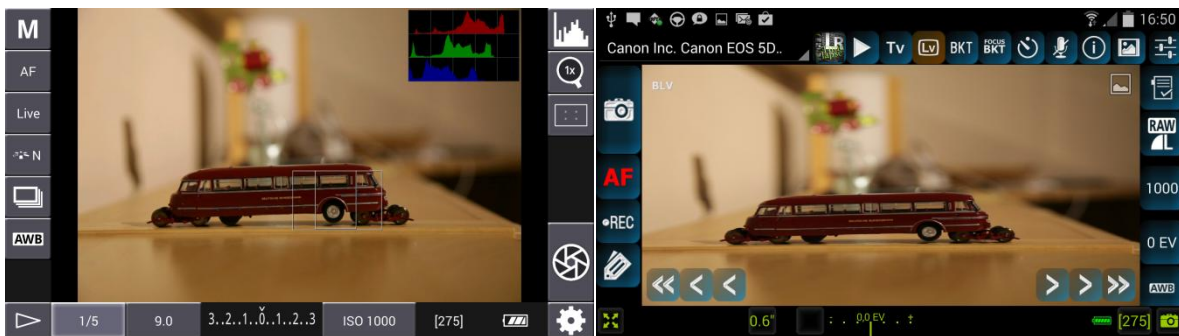 M
AF
Live
N
AWB
1x
1/5
9.0
3..2..1..0..1..2..3
ISO 1000
[275]
16:50
Canon Inc. Canon EOS 5D..
LR
Tv
Lv
BKT
FOCUS
BKT
BLV
RAW
L
AF
1000
REC
0 EV
AWB
0.6"
0.0 EV
[275]